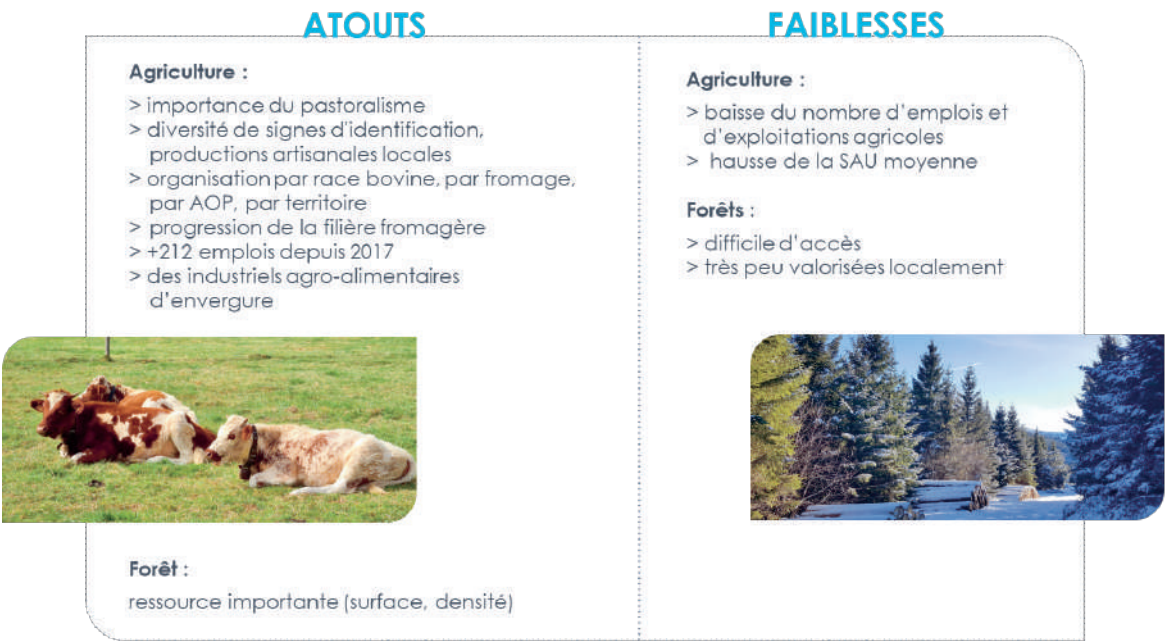 ATOUTS
Agriculture :
> importance du pastoralisme
> diversité de signes d'identification,
productions artisanales locales
> organisation par race bovine, par fromage,
par AOP, par territoire
> progression de la filière fromagère
> +212 emplois depuis 2017
> des industriels agro-alimentaires
d'envergure
Forêt :
ressource importante (surface, densité)
FAIBLESSES
Agriculture :
> baisse du nombre d'emplois et
d'exploitations agricoles
> hausse de la SAU moyenne
Forêts :
> difficile d'accès
> très peu valorisées localement